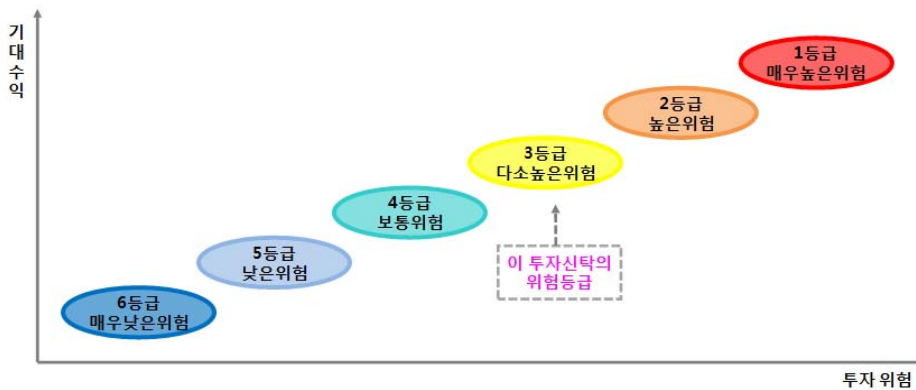 기대수익
1등급
매우높은위험
2등급
높은위험
3등급
다소높은위험
4등급
보통위험
이 투자신탁의
위험등급
5등급
낮은위험
6등급
매우낮은위험
투자 위험